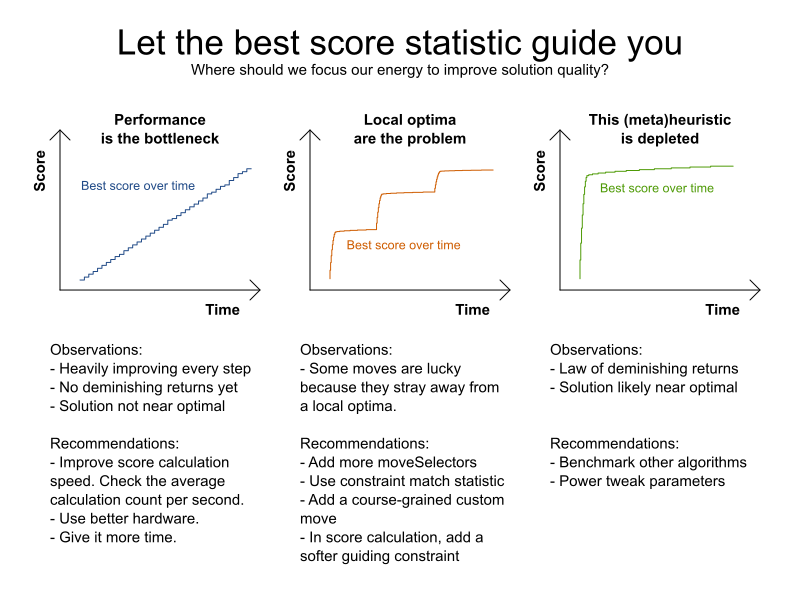 Let the best score statistic guide you
Where should we focus our energy to improve solution quality?
Performance
is the bottleneck
Score
Best score over time
Time
Observations:
- Heavily improving every step
- No deminishing returns yet
- Solution not near optimal
Recommendations:
- Improve score calculation
speed. Check the average
calculation count per second.
- Use better hardware.
- Give it more time.
Local optima
are the problem
Score
Best score over time
Time
Observations:
- Some moves are lucky
because they stray away from
a local optima.
Recommendations:
- Add more moveSelectors
- Use constraint match statistic
- Add a course-grained custom
move
- In score calculation, add a
softer guiding constraint
This (meta)heuristic
is depleted
Score
Best score over time
Time
Observations:
- Law of deminishing returns
- Solution likely near optimal
Recommendations:
- Benchmark other algorithms
- Power tweak parameters